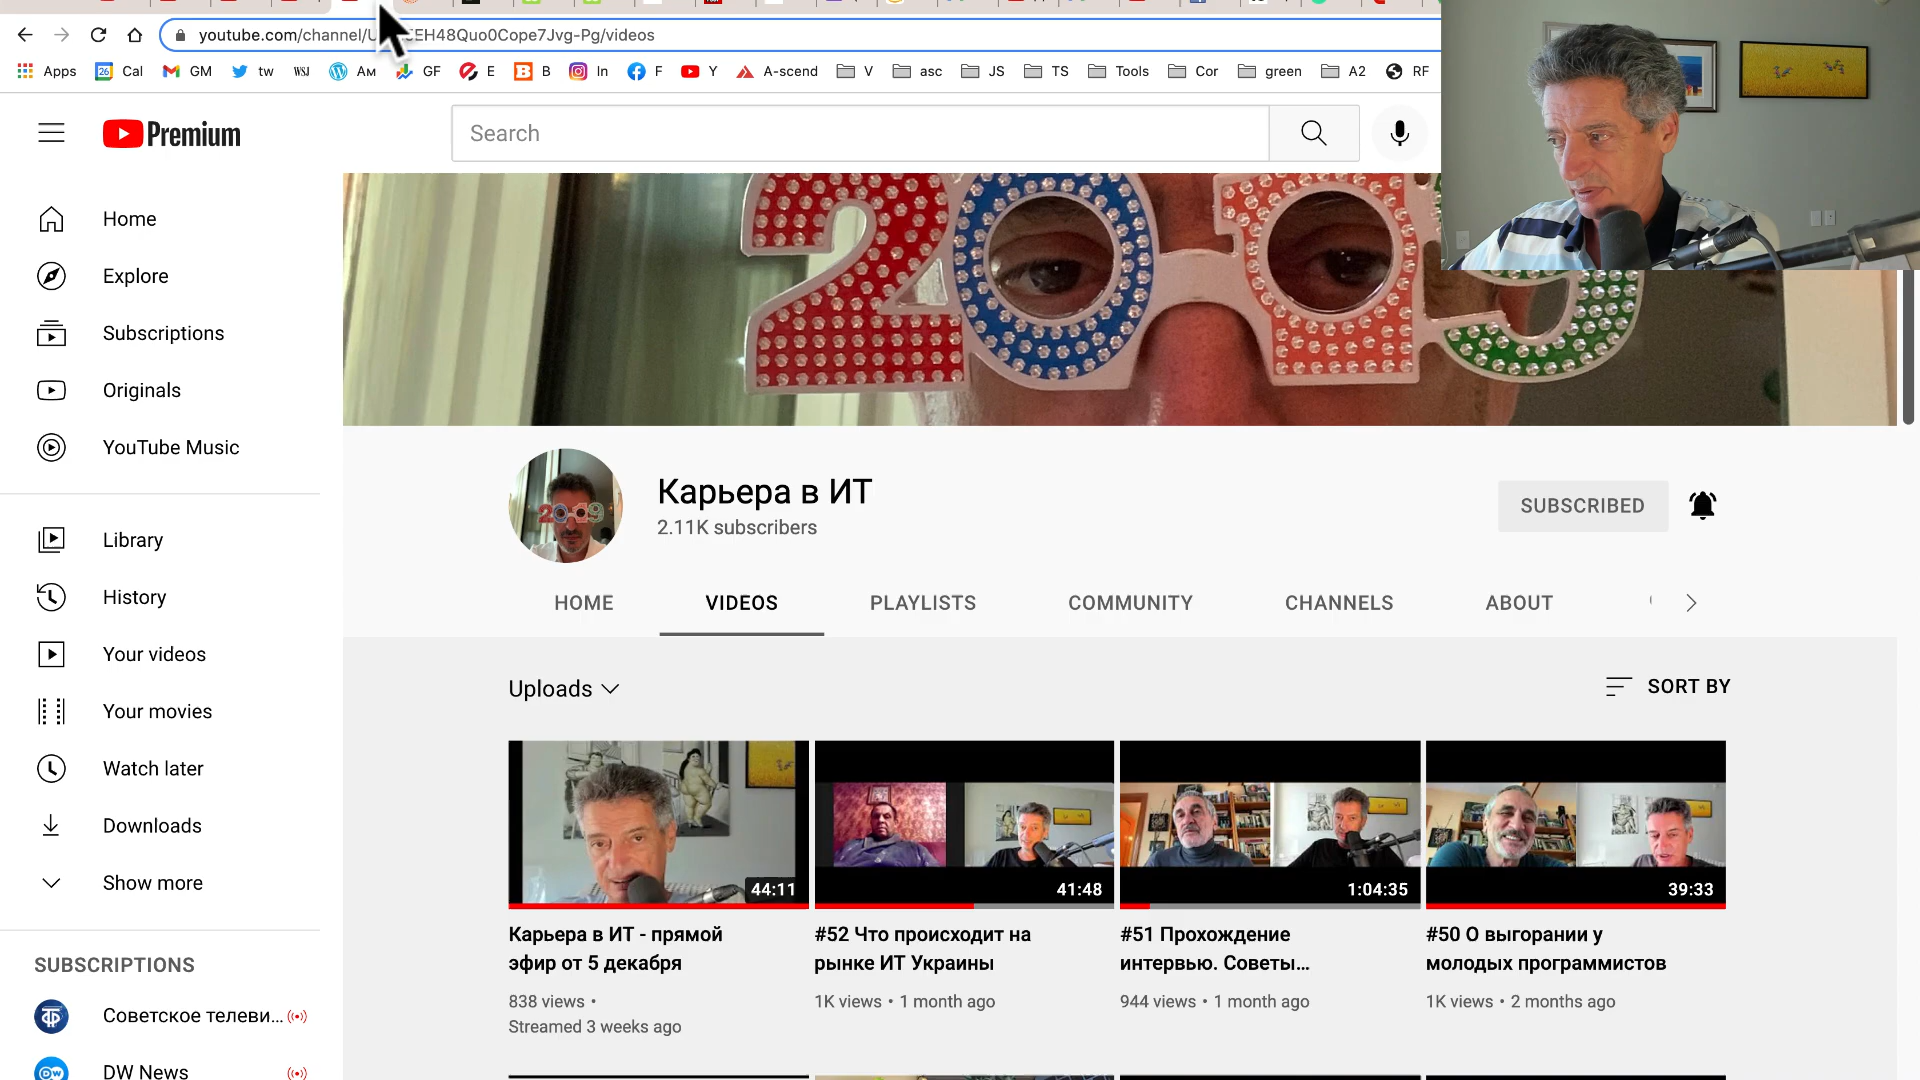 youtube.com/channel/U EH48Quo0Cope7Jvg-Pg/videos
Apps
26 Cal
GM
tw
WSJ
Ам
GF
E
B
In
F
Y
A-scend
V
asc
JS
TS
Tools
Cor
green
A2
RF
Premium
Search
Home
Explore
Subscriptions
Originals
YouTube Music
Library
History
Your videos
Your movies
Watch later
Downloads
Show more
SUBSCRIPTIONS
Советское телеви...
DW News
Карьера в ИТ
2.11K subscribers
SUBSCRIBED
HOME
VIDEOS
PLAYLISTS
COMMUNITY
CHANNELS
ABOUT
Uploads
SORT BY
44:11
41:48
1:04:35
39:33
Карьера в ИТ - прямой
эфир от 5 декабря
838 views •
Streamed 3 weeks ago
#52 Что происходит на
рынке ИТ Украины
1K views • 1 month ago
#51 Прохождение
интервью. Советы...
944 views • 1 month ago
#50 О выгорании у
молодых программистов
1K views • 2 months ago